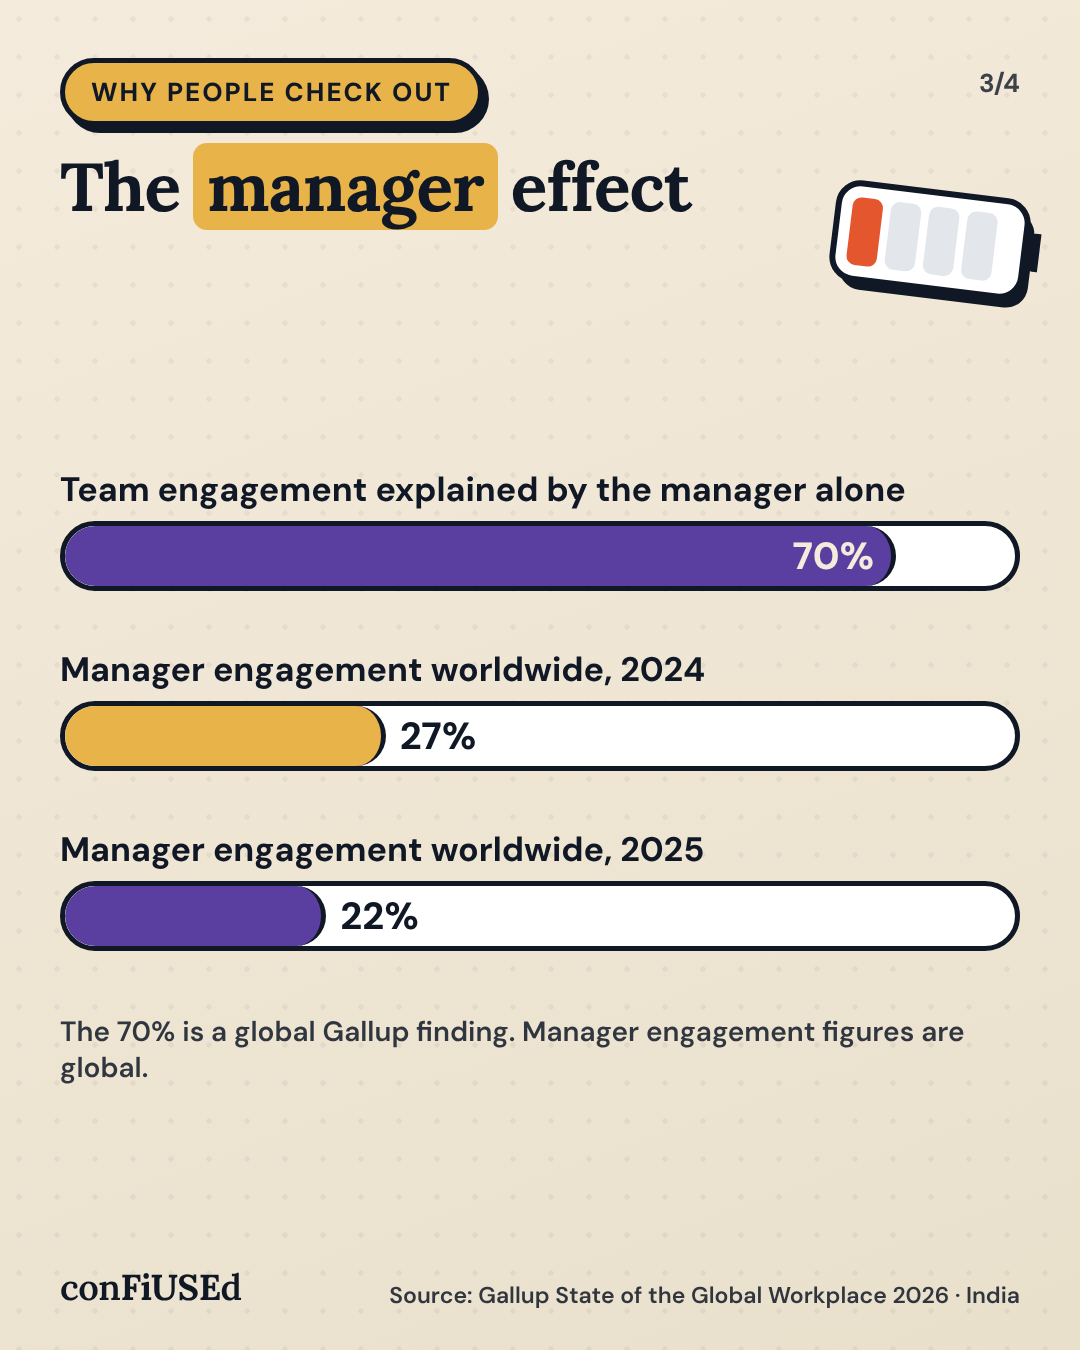 WHY PEOPLE CHECK OUT
3/4
The manager effect
Team engagement explained by the manager alone
70%
Manager engagement worldwide, 2024
27%
Manager engagement worldwide, 2025
22%
The 70% is a global Gallup finding. Manager engagement figures are
global.
conFiUSEd
Source: Gallup State of the Global Workplace 2026 · India